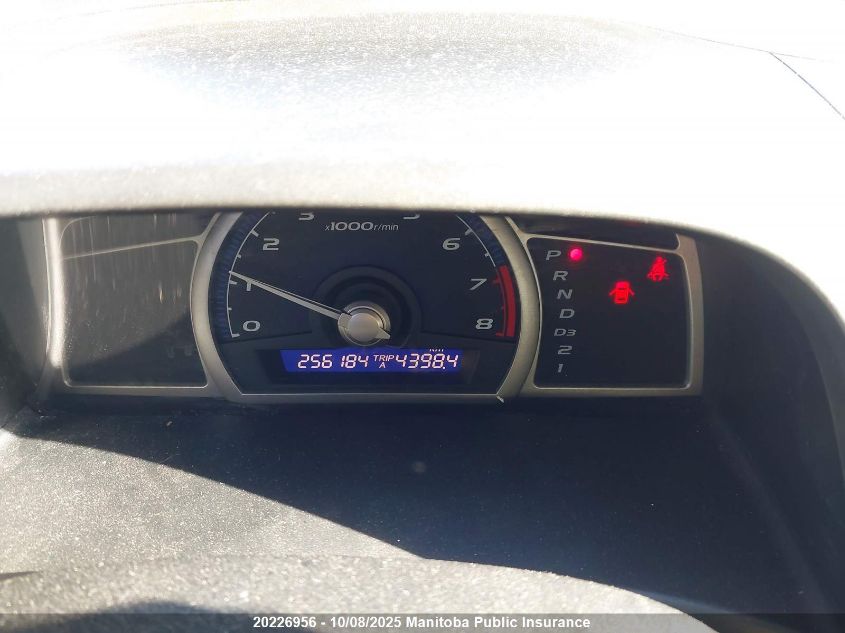 3 5
x1000r/min
2 6
1 7
0 8
km
256184 TRIP A 4398.4
P
R
N
D
D3
2
1
20226956 - 10/08/2025 Manitoba Public Insurance